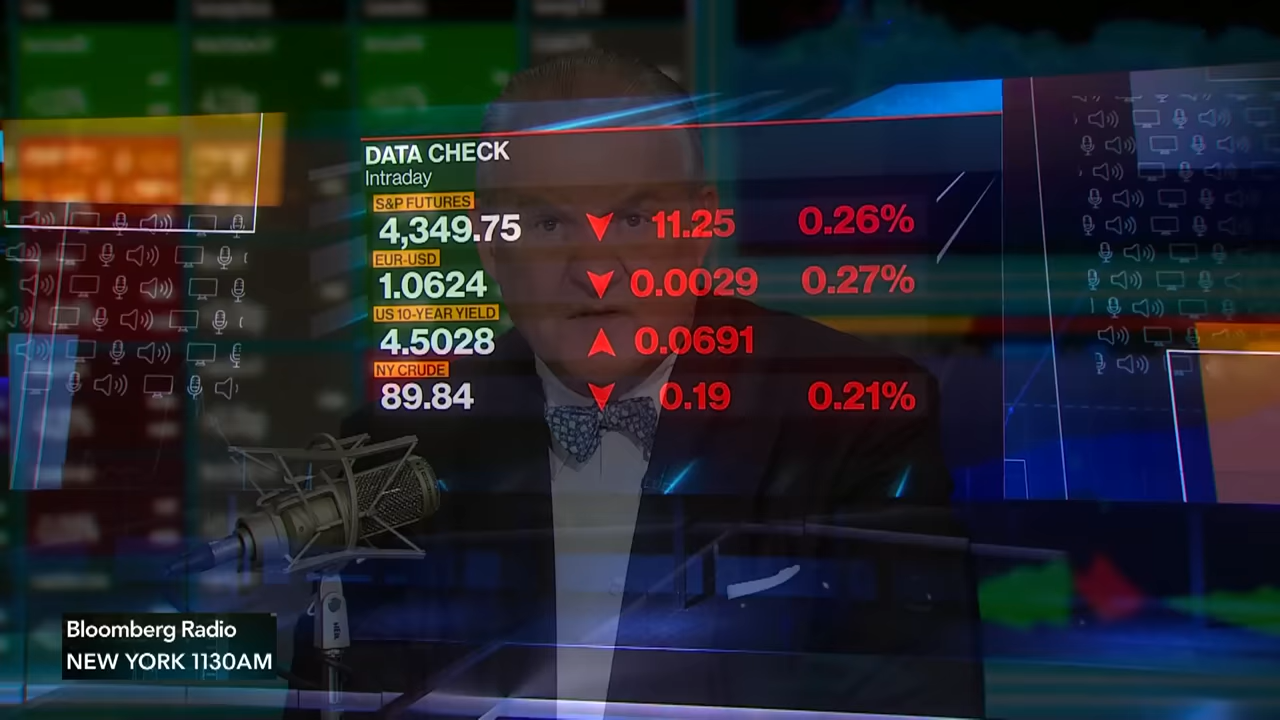 DATA CHECK
Intraday
S&P FUTURES
4,349.75 ▼ 11.25 0.26%
EUR-USD
1.0624 ▼ 0.0029 0.27%
US 10-YEAR YIELD
4.5028 ▲ 0.0691
NY CRUDE
89.84 ▼ 0.19 0.21%
Bloomberg Radio
NEW YORK 1130AM